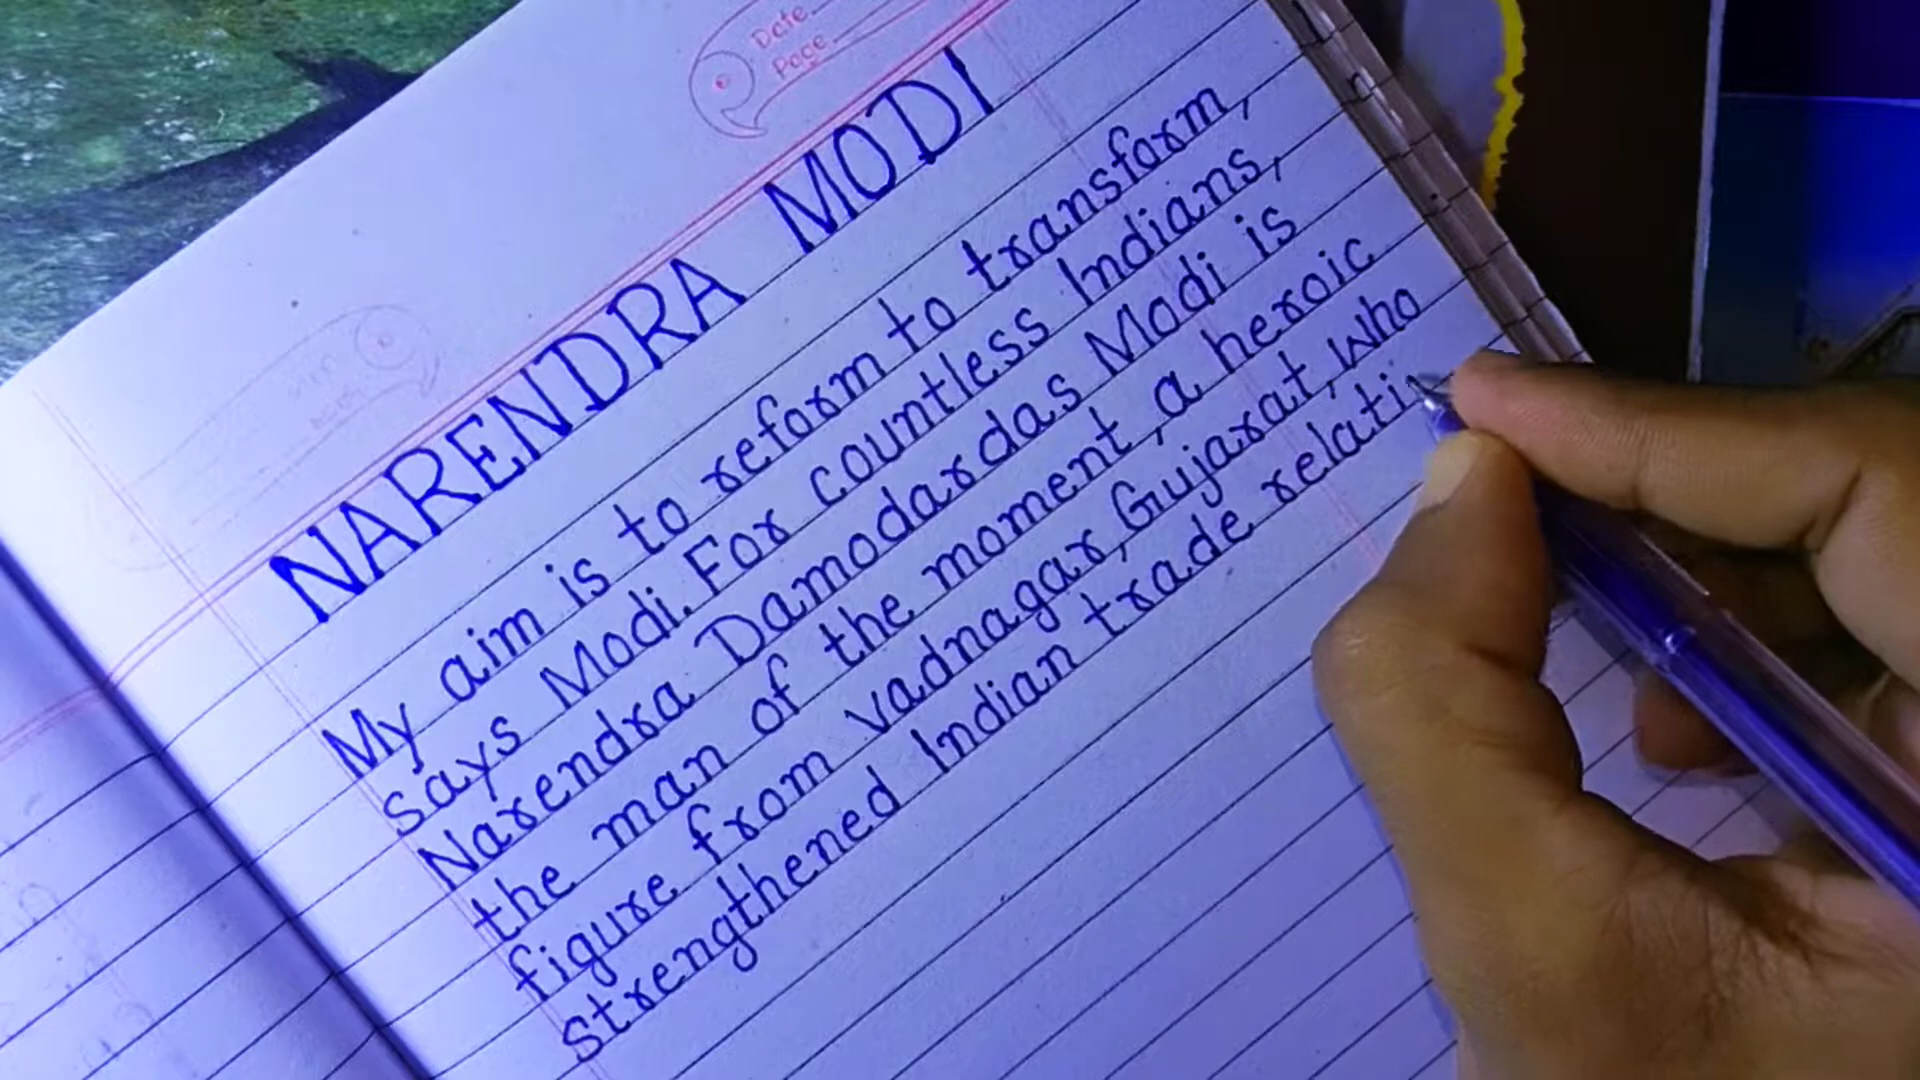 Date
Page
NARENDRA MODI
My aim is to reform to transform,
says Modi. For countless Indians,
Narendra Damodardas Modi is
the man of the moment, a heroic
figure from Vadnagar, Gujarat, who
strengthened Indian trade relati